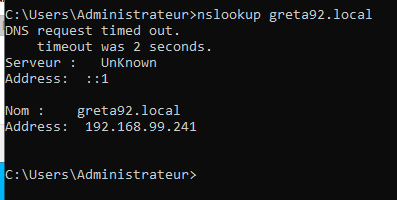 C:\Users\Administrateur>nslookup greta92.local
DNS request timed out.
    timeout was 2 seconds.
Serveur :   UnKnown
Address:  ::1

Nom :    greta92.local
Address:  192.168.99.241


C:\Users\Administrateur>